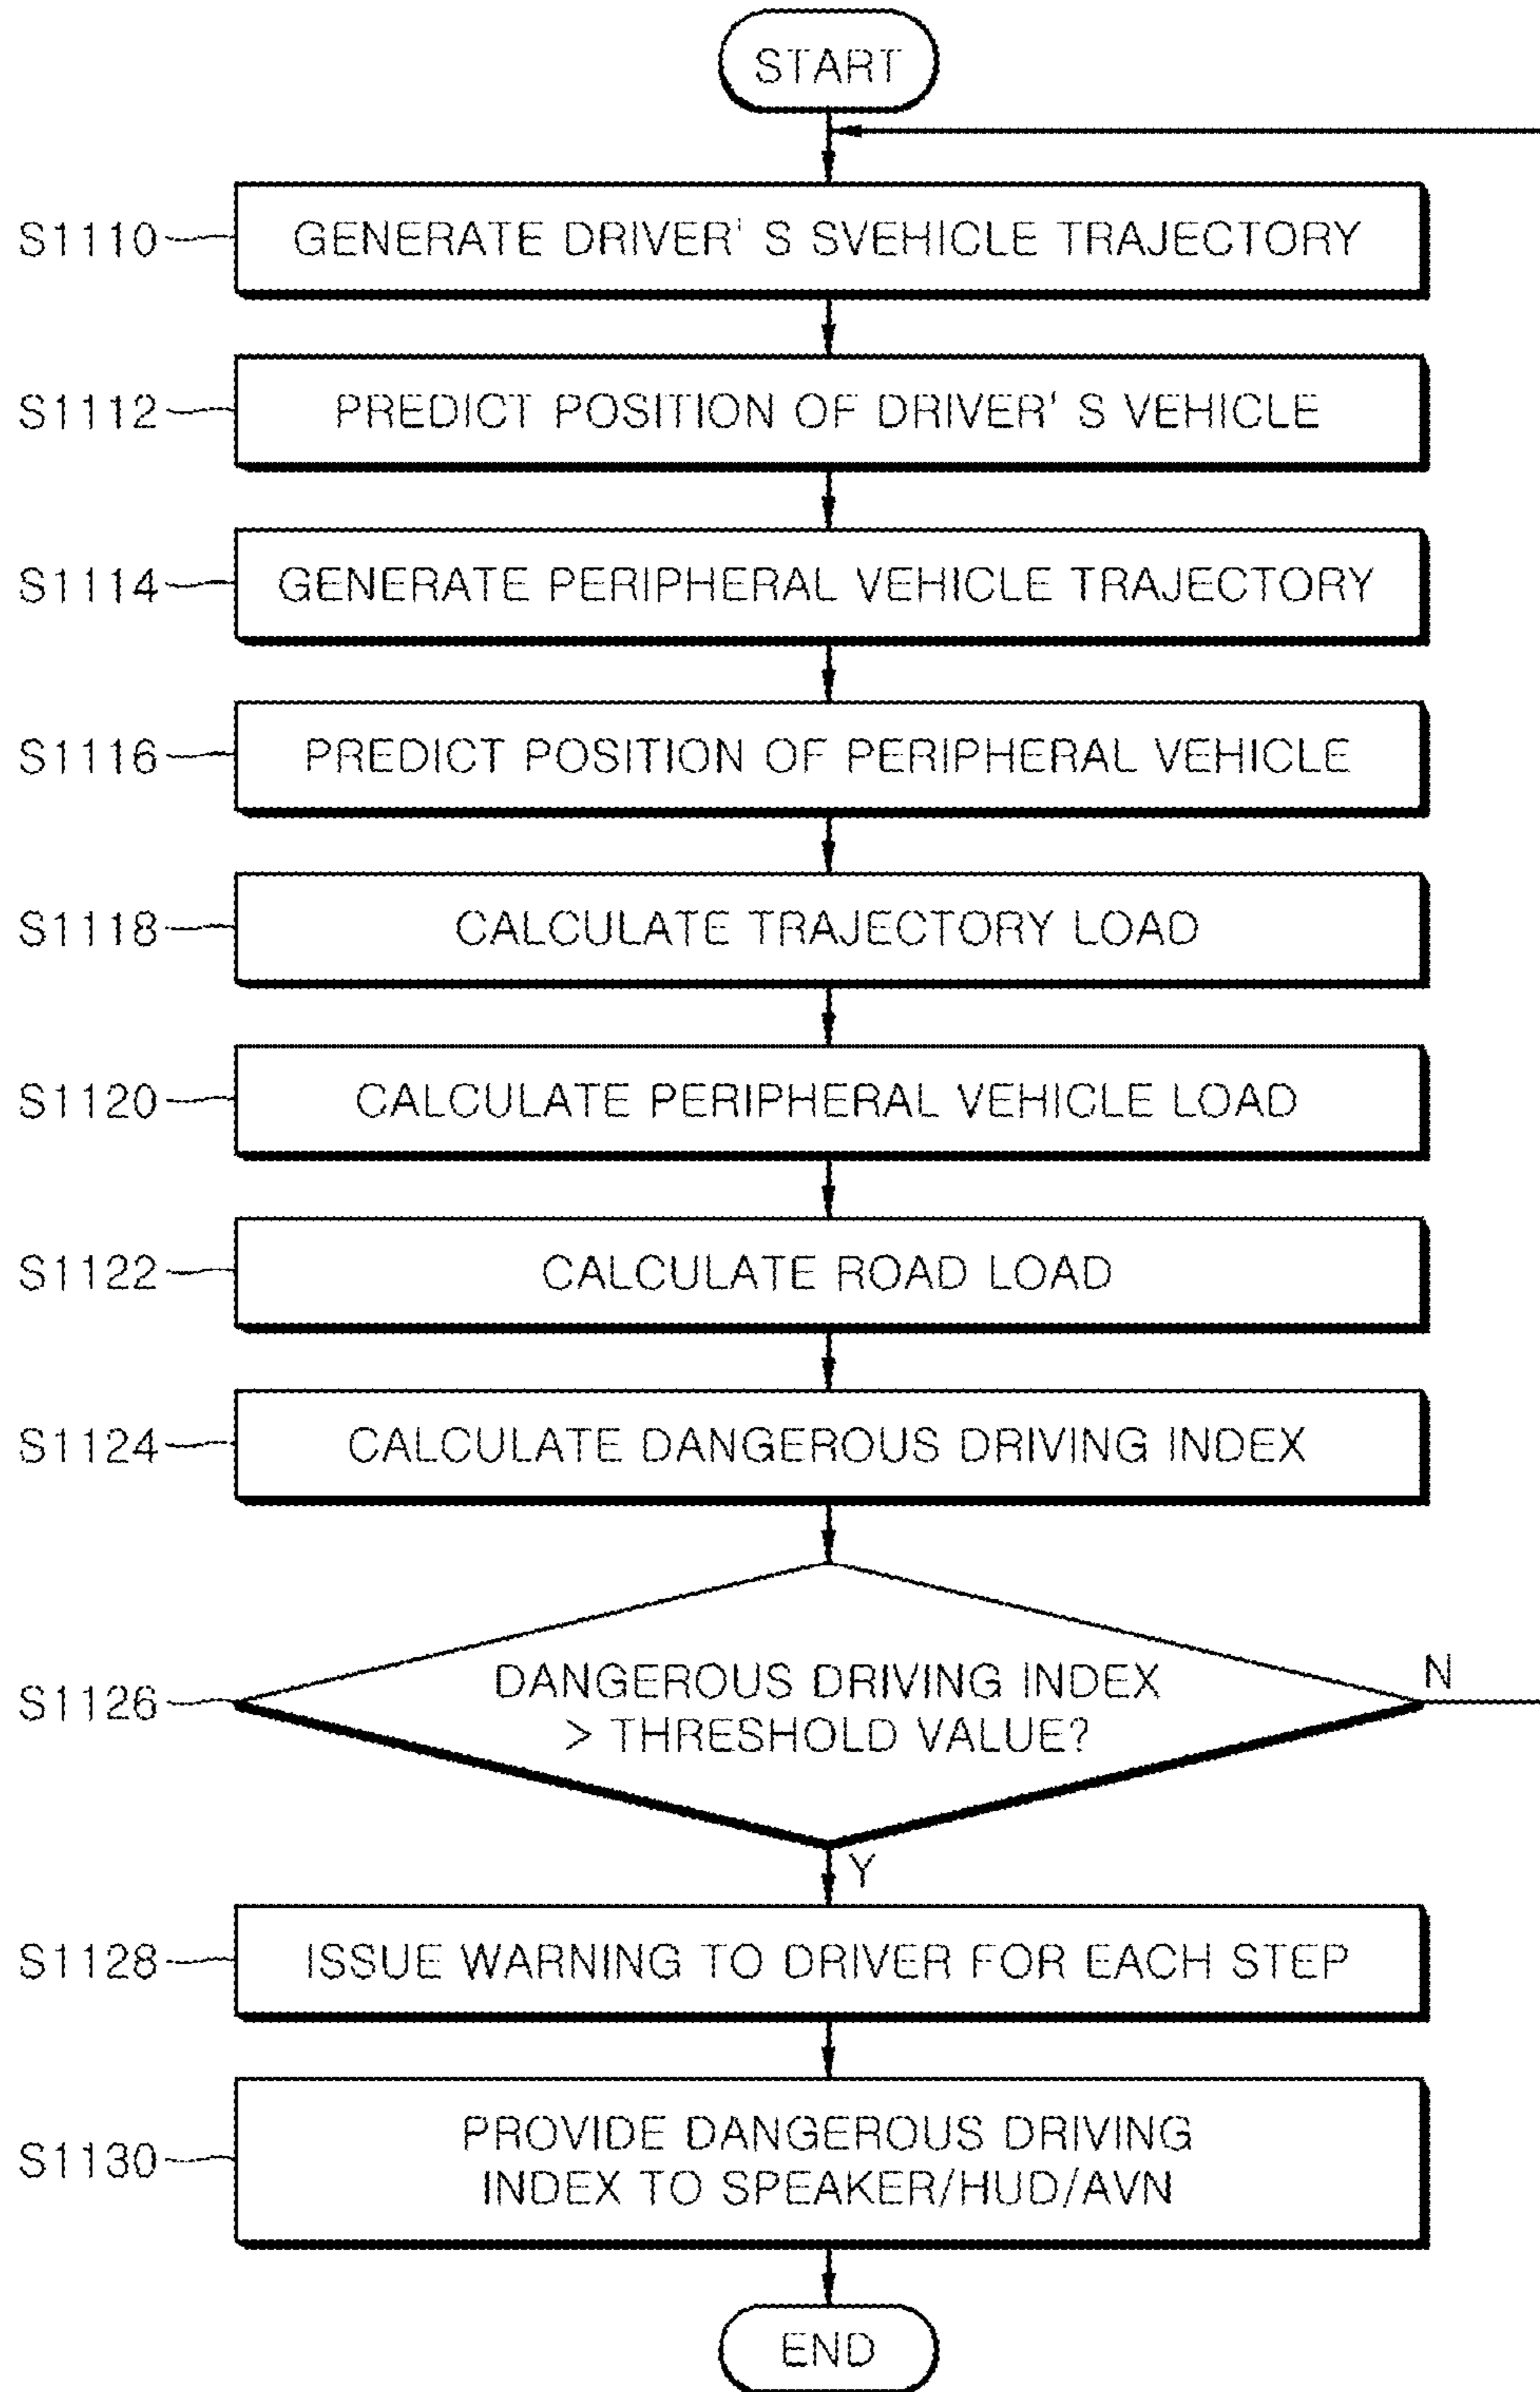 START
S1110 GENERATE DRIVER' S SVEHICLE TRAJECTORY
S1112 PREDICT POSITION OF DRIVER' S VEHICLE
S1114 GENERATE PERIPHERAL VEHICLE TRAJECTORY
S1116 PREDICT POSITION OF PERIPHERAL VEHICLE
S1118 CALCULATE TRAJECTORY LOAD
S1120 CALCULATE PERIPHERAL VEHICLE LOAD
S1122 CALCULATE ROAD LOAD
S1124 CALCULATE DANGEROUS DRIVING INDEX
S1126 DANGEROUS DRIVING INDEX
> THRESHOLD VALUE?
N
Y
S1128 ISSUE WARNING TO DRIVER FOR EACH STEP
S1130 PROVIDE DANGEROUS DRIVING
INDEX TO SPEAKER/HUD/AVN
END